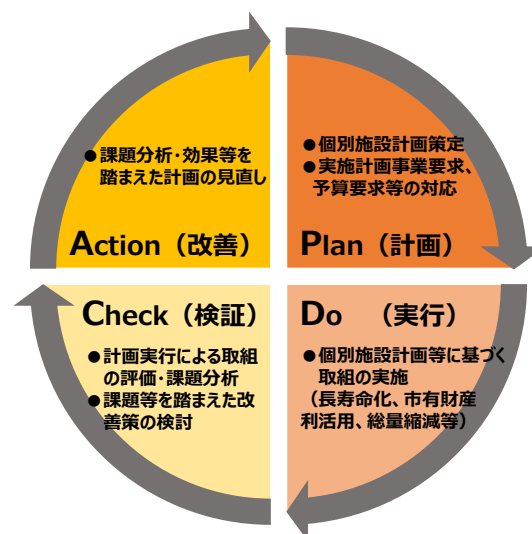 ●課題分析・効果等を
踏まえた計画の見直し
Action（改善）
●個別施設計画策定
●実施計画事業要求、
予算要求等の対応
Plan（計画）
Check（検証）
●計画実行による取組
の評価・課題分析
●課題等を踏まえた改
善策の検討
Do　（実行）
●個別施設計画等に基づく
取組の実施
（長寿命化、市有財産
利活用、総量縮減等）